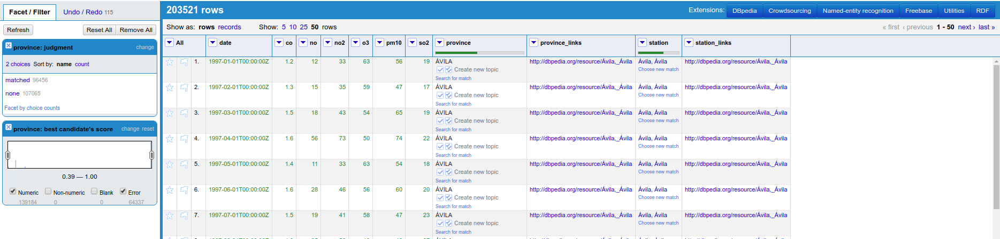 Facet / Filter Undo / Redo 115
Refresh Reset All Remove All
province: judgment change
2 choices Sort by: name count
matched 96456
none 107065
Facet by choice counts
province: best candidate's score change reset
0.39 — 1.00
Numeric Non-numeric Blank Error
139184 0 0 64337
203521 rows Extensions: DBpedia Crowdsourcing Named-entity recognition Freebase Utilities RDF
Show as: rows records Show: 5 10 25 50 rows « first ‹ previous 1 - 50 next › last »
All date co no no2 o3 pm10 so2 province province_links station station_links
1. 1997-01-01T00:00:00Z 1.2 12 33 63 56 19 ÁVILA http://dbpedia.org/resource/Ávila,_Ávila Ávila, Ávila http://dbpedia.org/resource/Ávila,_Ávila
Create new topic Choose new match
Search for match
2. 1997-02-01T00:00:00Z 1.3 15 35 59 47 17 ÁVILA http://dbpedia.org/resource/Ávila,_Ávila Ávila, Ávila http://dbpedia.org/resource/Ávila,_Ávila
Create new topic Choose new match
Search for match
3. 1997-03-01T00:00:00Z 1.5 18 43 54 65 19 ÁVILA http://dbpedia.org/resource/Ávila,_Ávila Ávila, Ávila http://dbpedia.org/resource/Ávila,_Ávila
Create new topic Choose new match
Search for match
4. 1997-04-01T00:00:00Z 1.6 56 73 50 74 22 ÁVILA http://dbpedia.org/resource/Ávila,_Ávila Ávila, Ávila http://dbpedia.org/resource/Ávila,_Ávila
Create new topic Choose new match
Search for match
5. 1997-05-01T00:00:00Z 1.4 11 33 63 54 18 ÁVILA http://dbpedia.org/resource/Ávila,_Ávila Ávila, Ávila http://dbpedia.org/resource/Ávila,_Ávila
Create new topic Choose new match
Search for match
6. 1997-06-01T00:00:00Z 1.6 28 46 56 60 20 ÁVILA http://dbpedia.org/resource/Ávila,_Ávila Ávila, Ávila http://dbpedia.org/resource/Ávila,_Ávila
Create new topic Choose new match
Search for match
7. 1997-07-01T00:00:00Z 1.5 19 41 58 47 23 ÁVILA http://dbpedia.org/resource/Ávila,_Ávila Ávila, Ávila http://dbpedia.org/resource/Ávila,_Ávila
Create new topic Choose new match
Search for match